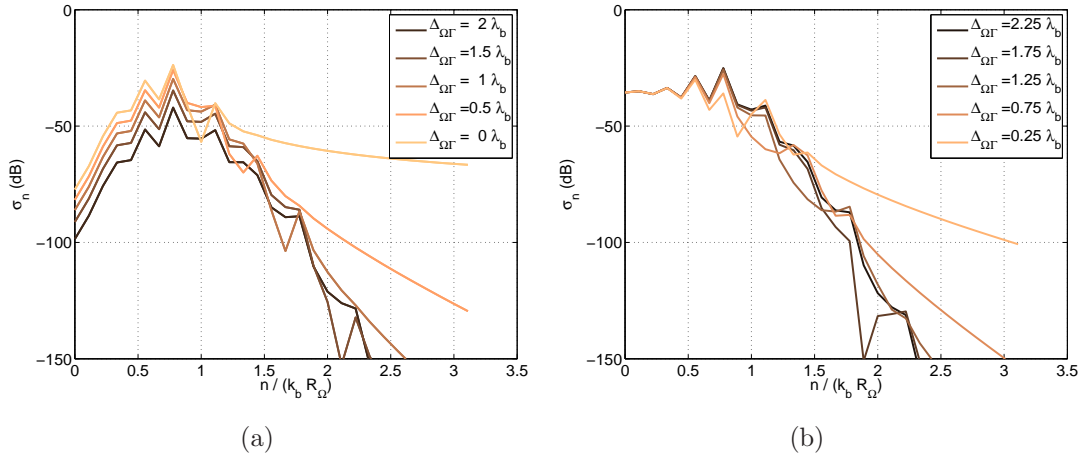 0
−50
−100
−150
0
0.5
1
1.5
2
2.5
3
3.5
σn (dB)
n / (kb RΩ)
ΔΩΓ = 2 λb
ΔΩΓ =1.5 λb
ΔΩΓ = 1 λb
ΔΩΓ =0.5 λb
ΔΩΓ = 0 λb
(a)
0
−50
−100
−150
0
0.5
1
1.5
2
2.5
3
3.5
σn (dB)
n / (kb RΩ)
ΔΩΓ =2.25 λb
ΔΩΓ =1.75 λb
ΔΩΓ =1.25 λb
ΔΩΓ =0.75 λb
ΔΩΓ =0.25 λb
(b)